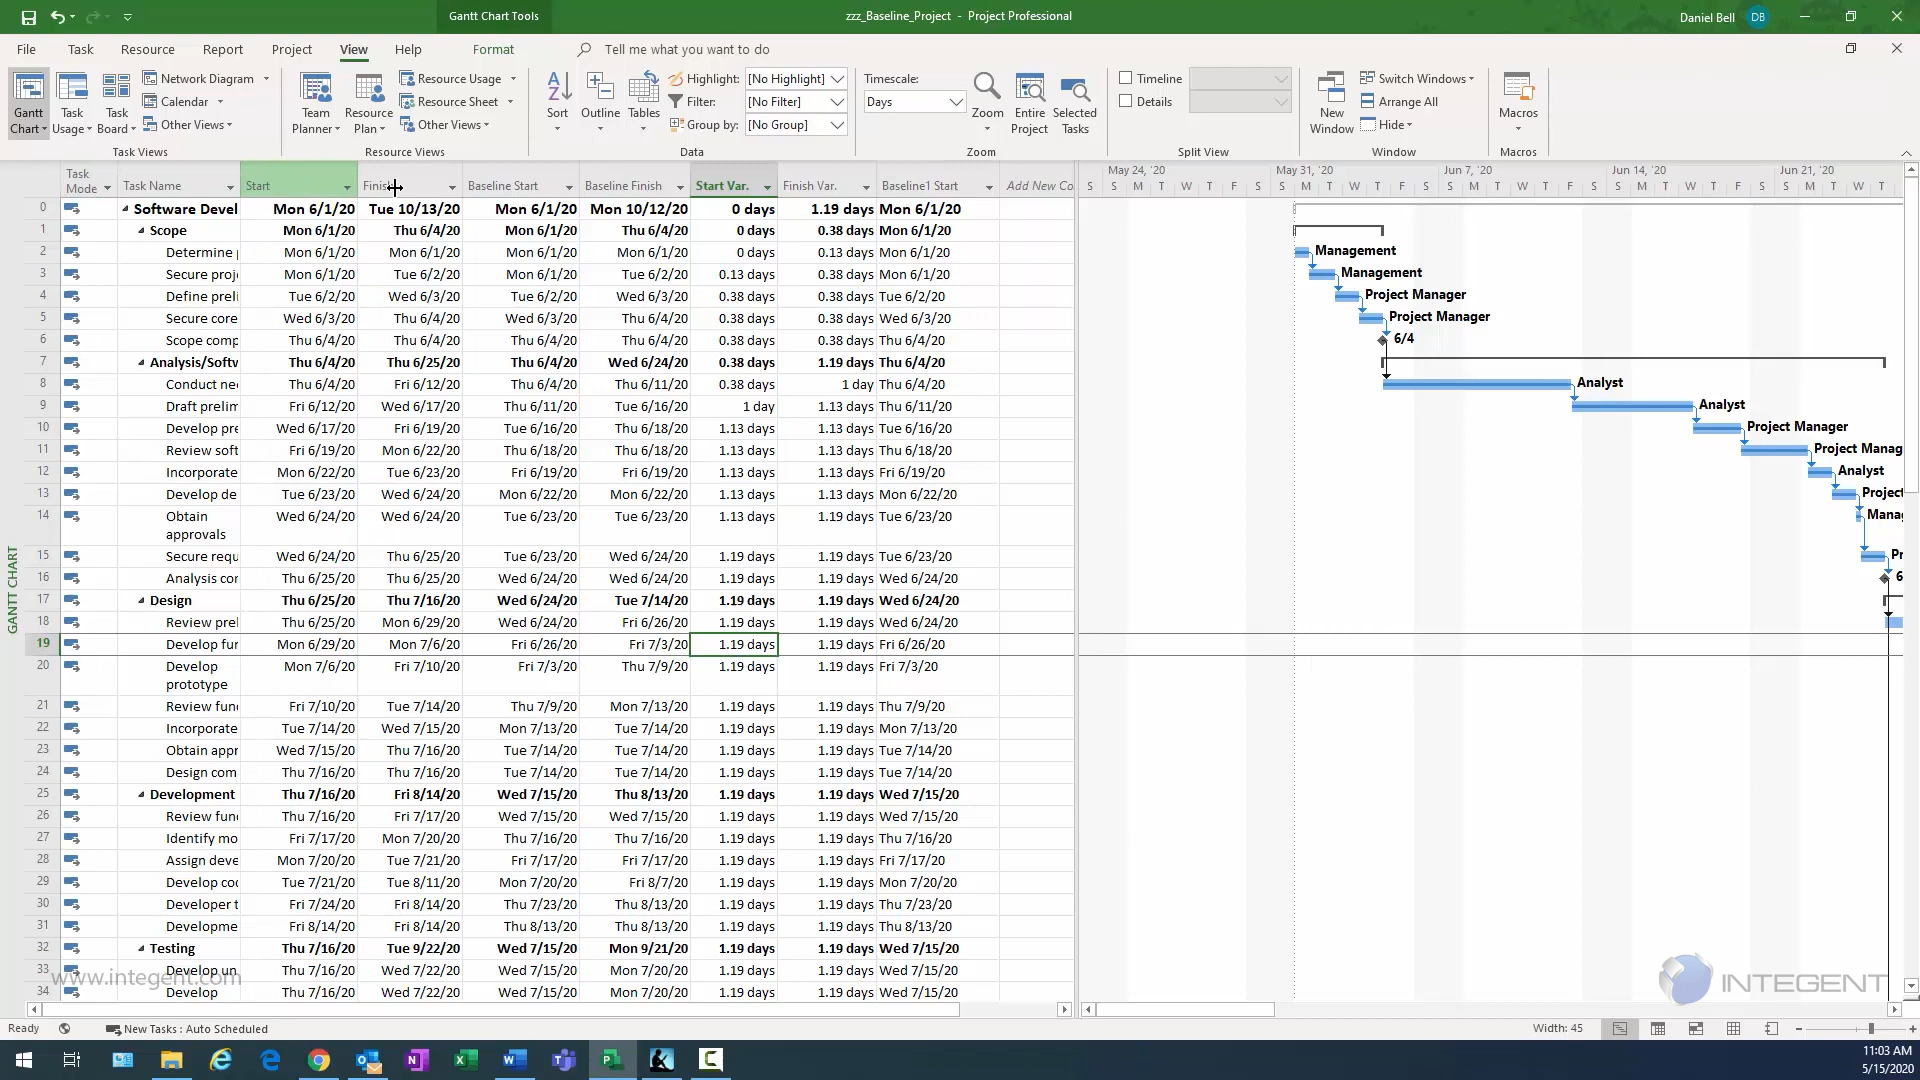 Gantt Chart Tools
zzz_Baseline_Project - Project Professional
Daniel Bell DB
File Task Resource Report Project View Help Format Tell me what you want to do
Gantt Chart
Task Usage
Task Board
Network Diagram
Calendar
Other Views
Task Views
Team Planner
Resource Plan
Resource Usage
Resource Sheet
Other Views
Resource Views
Sort
Outline
Tables
Highlight: [No Highlight]
Filter: [No Filter]
Group by: [No Group]
Data
Timescale:
Days
Zoom
Entire Project
Selected Tasks
Zoom
Timeline
Details
Split View
New Window
Switch Windows
Arrange All
Hide
Window
Macros
Macros
Task Mode Task Name Start Finish Baseline Start Baseline Finish Start Var. Finish Var. Baseline1 Start Add New Co
0 Software Devel Mon 6/1/20 Tue 10/13/20 Mon 6/1/20 Mon 10/12/20 0 days 1.19 days Mon 6/1/20
1 Scope Mon 6/1/20 Thu 6/4/20 Mon 6/1/20 Thu 6/4/20 0 days 0.38 days Mon 6/1/20
2 Determine p Mon 6/1/20 Mon 6/1/20 Mon 6/1/20 Mon 6/1/20 0 days 0.13 days Mon 6/1/20
3 Secure proj Mon 6/1/20 Tue 6/2/20 Mon 6/1/20 Tue 6/2/20 0.13 days 0.38 days Mon 6/1/20
4 Define preli Tue 6/2/20 Wed 6/3/20 Tue 6/2/20 Wed 6/3/20 0.38 days 0.38 days Tue 6/2/20
5 Secure core Wed 6/3/20 Thu 6/4/20 Wed 6/3/20 Thu 6/4/20 0.38 days 0.38 days Wed 6/3/20
6 Scope comp Thu 6/4/20 Thu 6/4/20 Thu 6/4/20 Thu 6/4/20 0.38 days 0.38 days Thu 6/4/20
7 Analysis/Softw Thu 6/4/20 Thu 6/25/20 Thu 6/4/20 Wed 6/24/20 0.38 days 1.19 days Thu 6/4/20
8 Conduct nee Thu 6/4/20 Fri 6/12/20 Thu 6/4/20 Thu 6/11/20 0.38 days 1 day Thu 6/4/20
9 Draft prelim Fri 6/12/20 Wed 6/17/20 Thu 6/11/20 Tue 6/16/20 1 day 1.13 days Thu 6/11/20
10 Develop pre Wed 6/17/20 Fri 6/19/20 Tue 6/16/20 Thu 6/18/20 1.13 days 1.13 days Tue 6/16/20
11 Review soft Fri 6/19/20 Mon 6/22/20 Thu 6/18/20 Thu 6/18/20 1.13 days 1.13 days Thu 6/18/20
12 Incorporate Mon 6/22/20 Tue 6/23/20 Fri 6/19/20 Fri 6/19/20 1.13 days 1.13 days Fri 6/19/20
13 Develop de Tue 6/23/20 Wed 6/24/20 Mon 6/22/20 Mon 6/22/20 1.13 days 1.13 days Mon 6/22/20
14 Obtain Wed 6/24/20 Wed 6/24/20 Tue 6/23/20 Tue 6/23/20 1.13 days 1.19 days Tue 6/23/20
approvals
15 Secure requ Wed 6/24/20 Thu 6/25/20 Tue 6/23/20 Wed 6/24/20 1.19 days 1.19 days Tue 6/23/20
16 Analysis cor Thu 6/25/20 Thu 6/25/20 Wed 6/24/20 Wed 6/24/20 1.19 days 1.19 days Wed 6/24/20
17 Design Thu 6/25/20 Thu 7/16/20 Wed 6/24/20 Tue 7/14/20 1.19 days 1.19 days Wed 6/24/20
18 Review prel Thu 6/25/20 Mon 6/29/20 Wed 6/24/20 Fri 6/26/20 1.19 days 1.19 days Wed 6/24/20
19 Develop fur Mon 6/29/20 Mon 7/6/20 Fri 6/26/20 Fri 7/3/20 1.19 days 1.19 days Fri 6/26/20
20 Develop Mon 7/6/20 Fri 7/10/20 Fri 7/3/20 Thu 7/9/20 1.19 days 1.19 days Fri 7/3/20
prototype
21 Review fun Fri 7/10/20 Tue 7/14/20 Thu 7/9/20 Mon 7/13/20 1.19 days 1.19 days Thu 7/9/20
22 Incorporate Tue 7/14/20 Wed 7/15/20 Mon 7/13/20 Tue 7/14/20 1.19 days 1.19 days Mon 7/13/20
23 Obtain appr Wed 7/15/20 Thu 7/16/20 Tue 7/14/20 Tue 7/14/20 1.19 days 1.19 days Tue 7/14/20
24 Design com Thu 7/16/20 Thu 7/16/20 Tue 7/14/20 Tue 7/14/20 1.19 days 1.19 days Tue 7/14/20
25 Development Thu 7/16/20 Fri 8/14/20 Wed 7/15/20 Thu 8/13/20 1.19 days 1.19 days Wed 7/15/20
26 Review fun Thu 7/16/20 Fri 7/17/20 Wed 7/15/20 Wed 7/15/20 1.19 days 1.19 days Wed 7/15/20
27 Identify mo Fri 7/17/20 Mon 7/20/20 Thu 7/16/20 Thu 7/16/20 1.19 days 1.19 days Thu 7/16/20
28 Assign deve Mon 7/20/20 Tue 7/21/20 Fri 7/17/20 Fri 7/17/20 1.19 days 1.19 days Fri 7/17/20
29 Develop coc Tue 7/21/20 Tue 8/11/20 Mon 7/20/20 Fri 8/7/20 1.19 days 1.19 days Mon 7/20/20
30 Developer t Fri 7/24/20 Fri 8/14/20 Thu 7/23/20 Thu 8/13/20 1.19 days 1.19 days Thu 7/23/20
31 Developme Fri 8/14/20 Fri 8/14/20 Thu 8/13/20 Thu 8/13/20 1.19 days 1.19 days Thu 8/13/20
32 Testing Thu 7/16/20 Tue 9/22/20 Wed 7/15/20 Mon 9/21/20 1.19 days 1.19 days Wed 7/15/20
33 Develop un Thu 7/16/20 Wed 7/22/20 Wed 7/15/20 Mon 7/20/20 1.19 days 1.19 days Wed 7/15/20
34 Develop Thu 7/16/20 Wed 7/22/20 Wed 7/15/20 Mon 7/20/20 1.19 days 1.19 days Wed 7/15/20
www.integent.com
GANTT CHART
May 24, '20 May 31, '20 Jun 7, '20 Jun 14, '20 Jun 21, '20
S M T W T F S S M T W T F S S M T W T F S S M T W T F S S M T W T
Management
Management
Project Manager
Project Manager
6/4
Analyst
Analyst
Project Manager
Project Manag
Analyst
Project
Manag
Pr
6
INTEGENT
Ready New Tasks : Auto Scheduled Width: 45
11:03 AM
5/15/2020